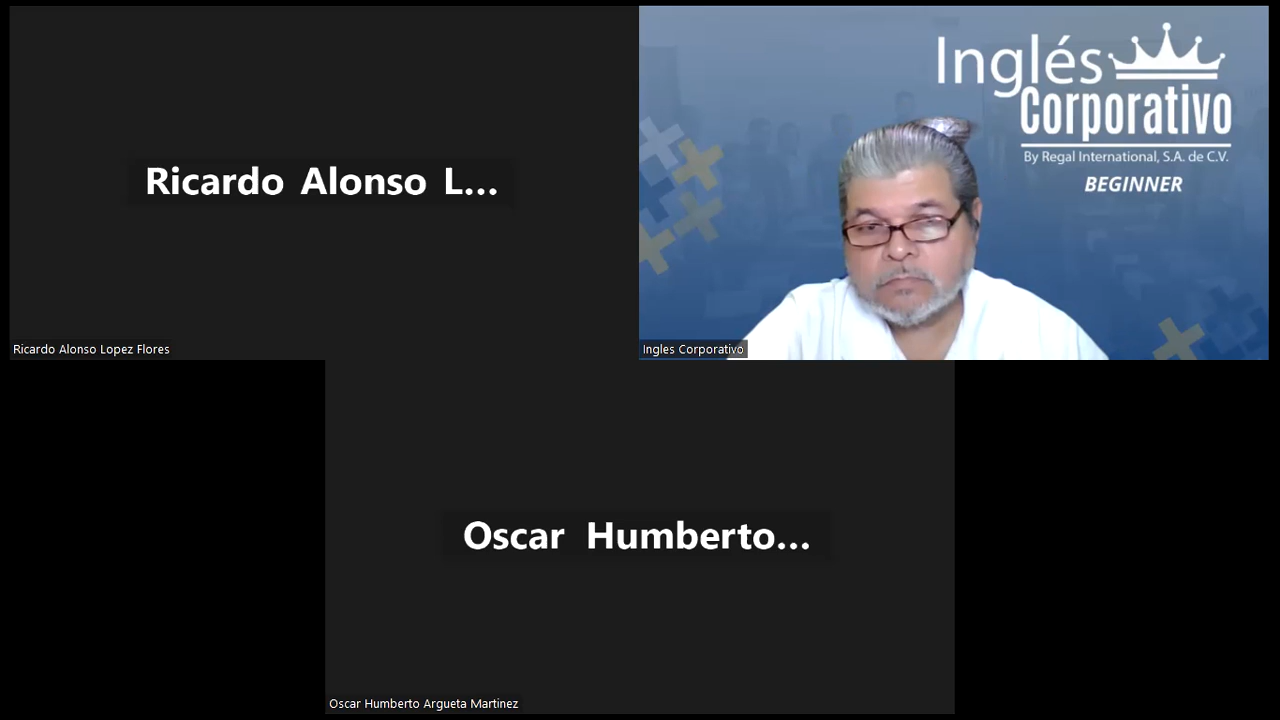 Ricardo Alonso L...
Ricardo Alonso Lopez Flores
Inglés
Corporativo
By Regal International, S.A. de C.V.
BEGINNER
Ingles Corporativo
Oscar Humberto...
Oscar Humberto Argueta Martinez